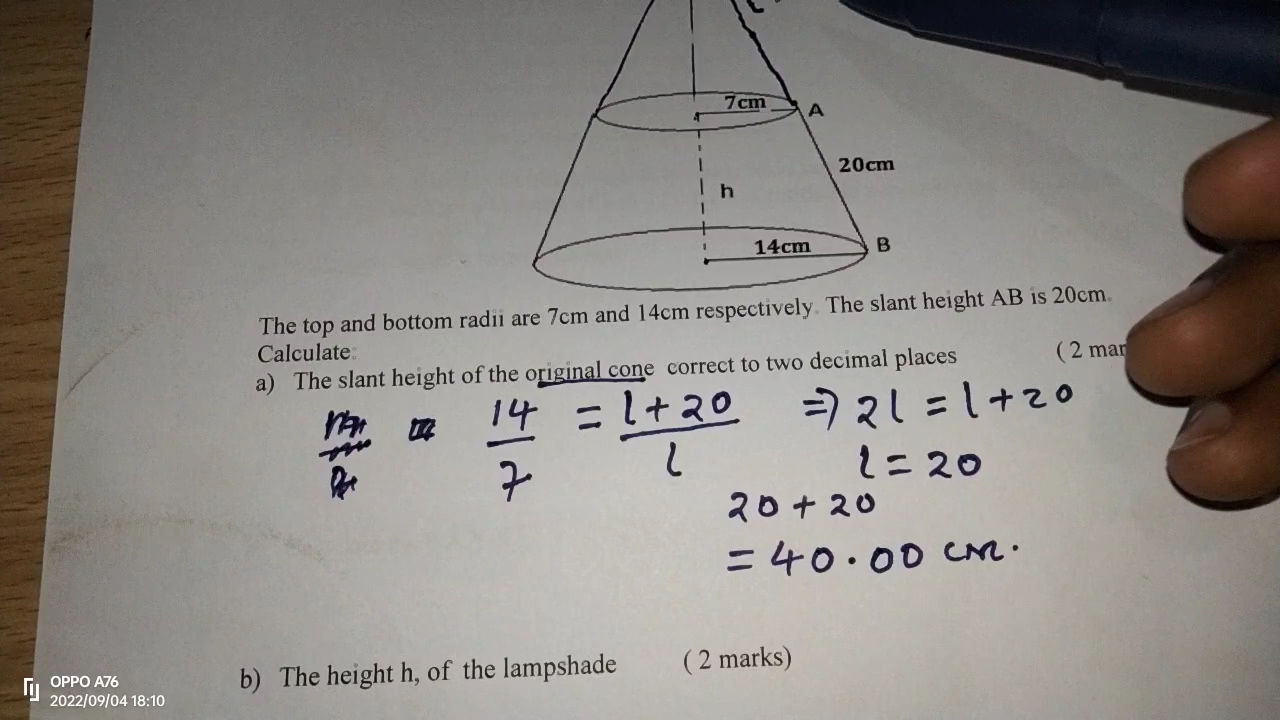 L
7cm
A
20cm
h
14cm
B
The top and bottom radii are 7cm and 14cm respectively. The slant height AB is 20cm.
Calculate:
a) The slant height of the original cone correct to two decimal places ( 2 mar
14 = l + 20 ⇒ 2l = l + 20
7 l l = 20
20 + 20
= 40.00 cm.
b) The height h, of the lampshade ( 2 marks)
OPPO A76
2022/09/04 18:10